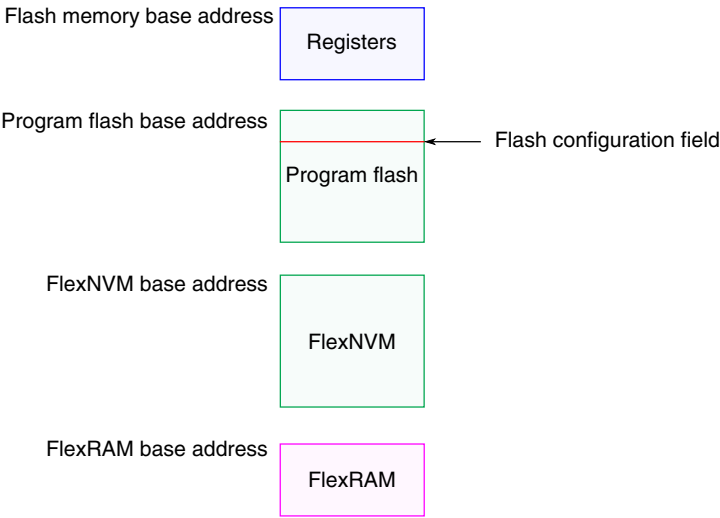 Flash memory base address
Registers
Program flash base address
Flash configuration field
Program flash
FlexNVM base address
FlexNVM
FlexRAM base address
FlexRAM